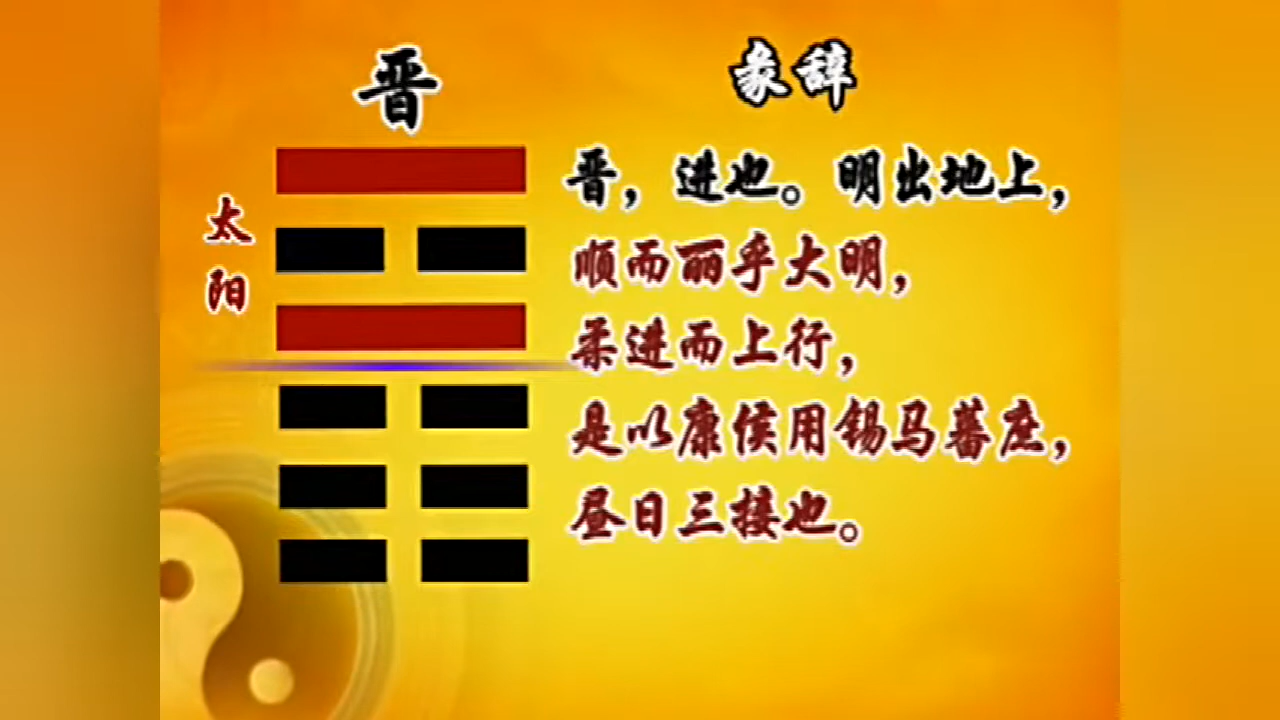 晋
彖辞
太
阳
晋，进也。明出地上，
顺而丽乎大明，
柔进而上行，
是以康侯用锡马蕃庶，
昼日三接也。